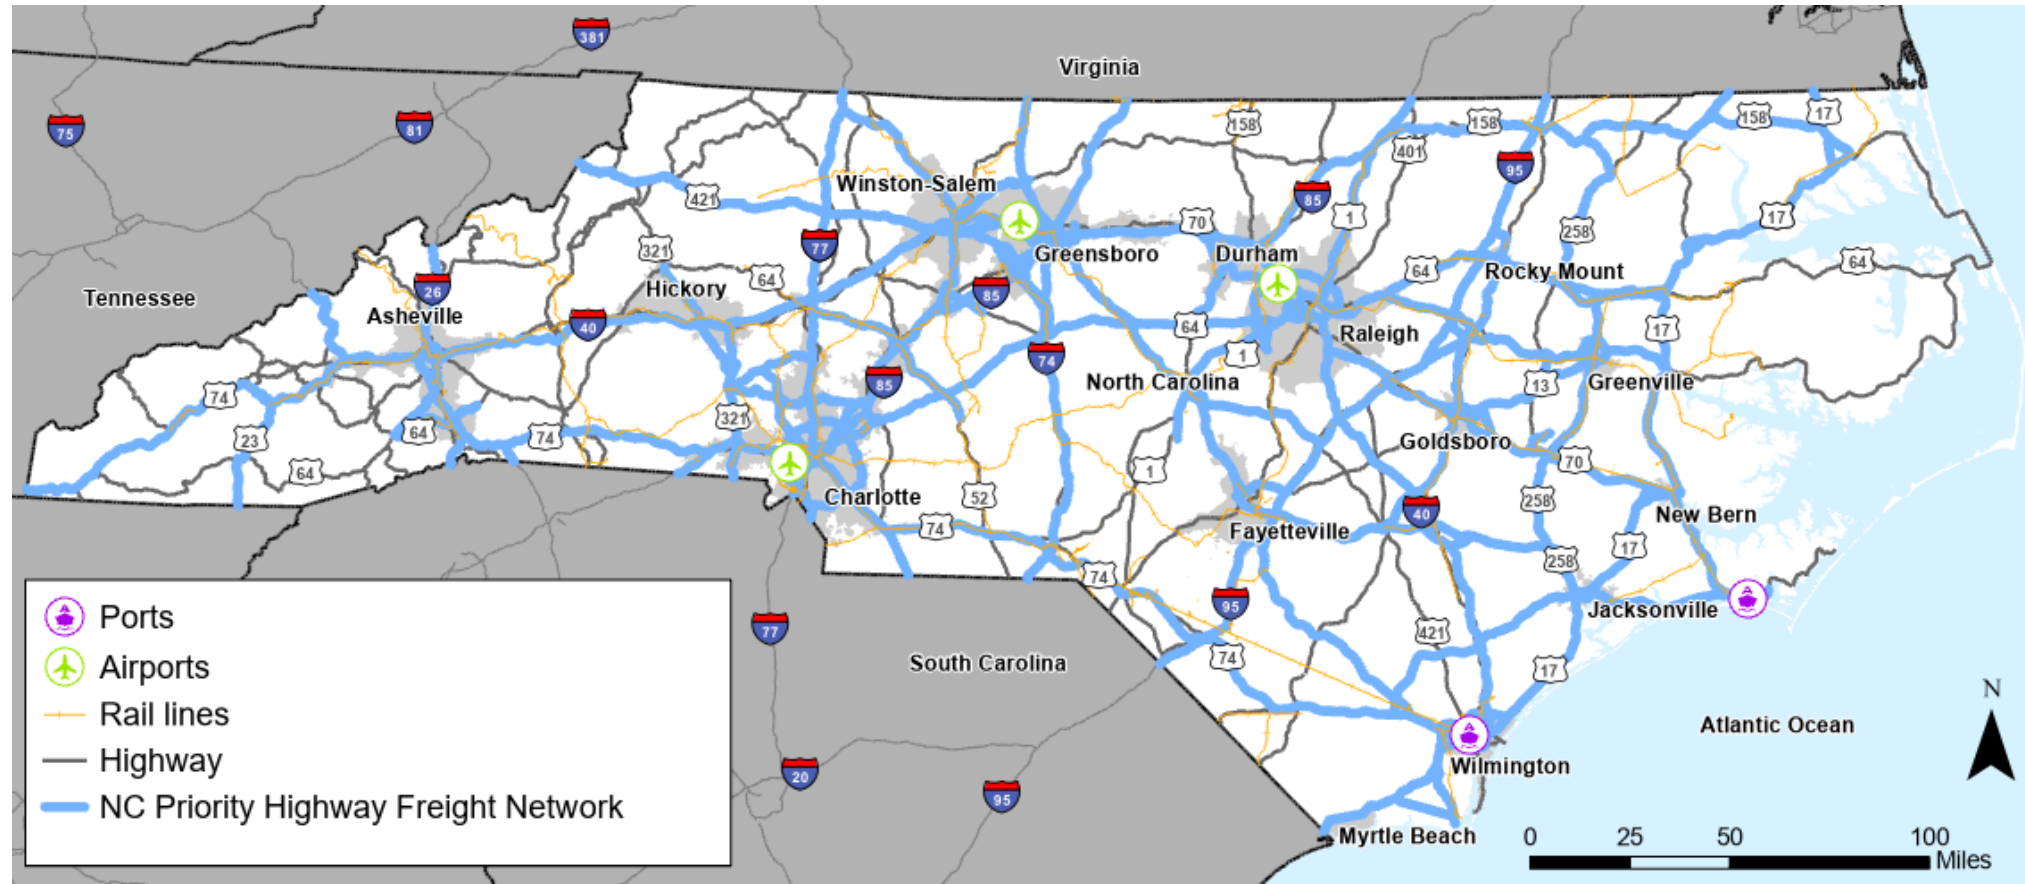 381
Virginia
75
81
158
158
158
17
401
95
Winston-Salem
421
85
1
70
17
258
321
77
Greensboro
Durham
64
Rocky Mount
64
64
Hickory
26
85
Tennessee
Asheville
40
64
Raleigh
17
74
1
85
North Carolina
13
Greenville
74
321
23
64
74
Goldsboro
64
1
70
Charlotte
52
258
40
New Bern
74
Fayetteville
17
258
74
Ports
95
Jacksonville
77
421
Airports
South Carolina
74
17
Rail lines
N
Atlantic Ocean
Highway
Wilmington
20
95
NC Priority Highway Freight Network
Myrtle Beach
0 25 50 100
Miles